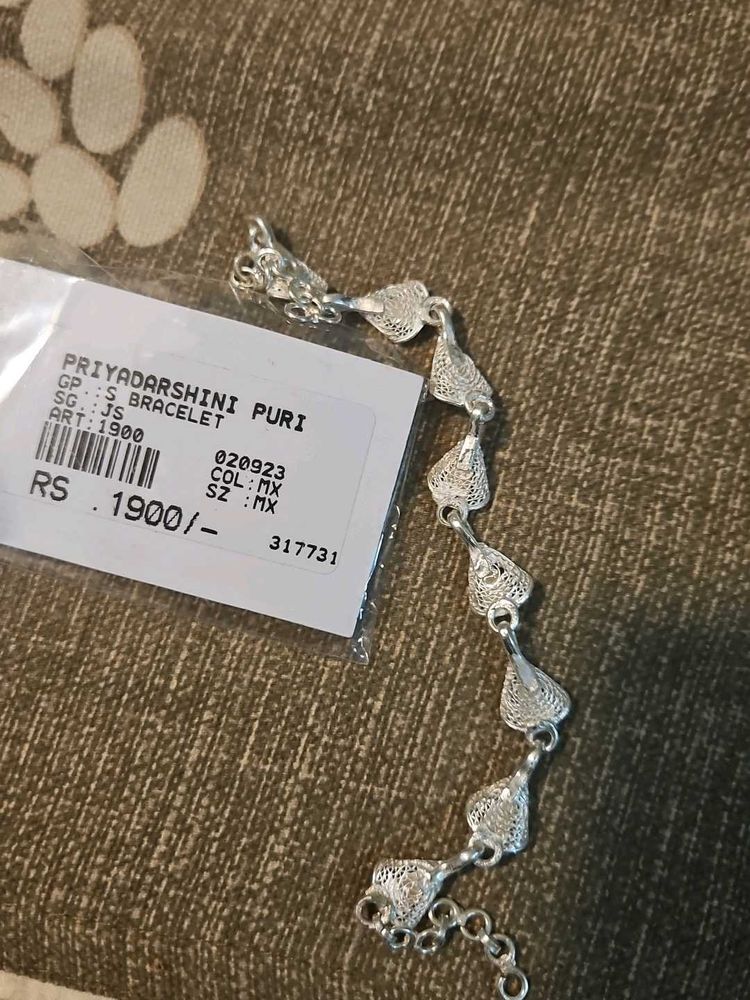 PRIYADARSHINI PURI
GP :S BRACELET
SG :JS
ART:1900
020923
COL:MX
SZ :MX
RS .1900/-
317731